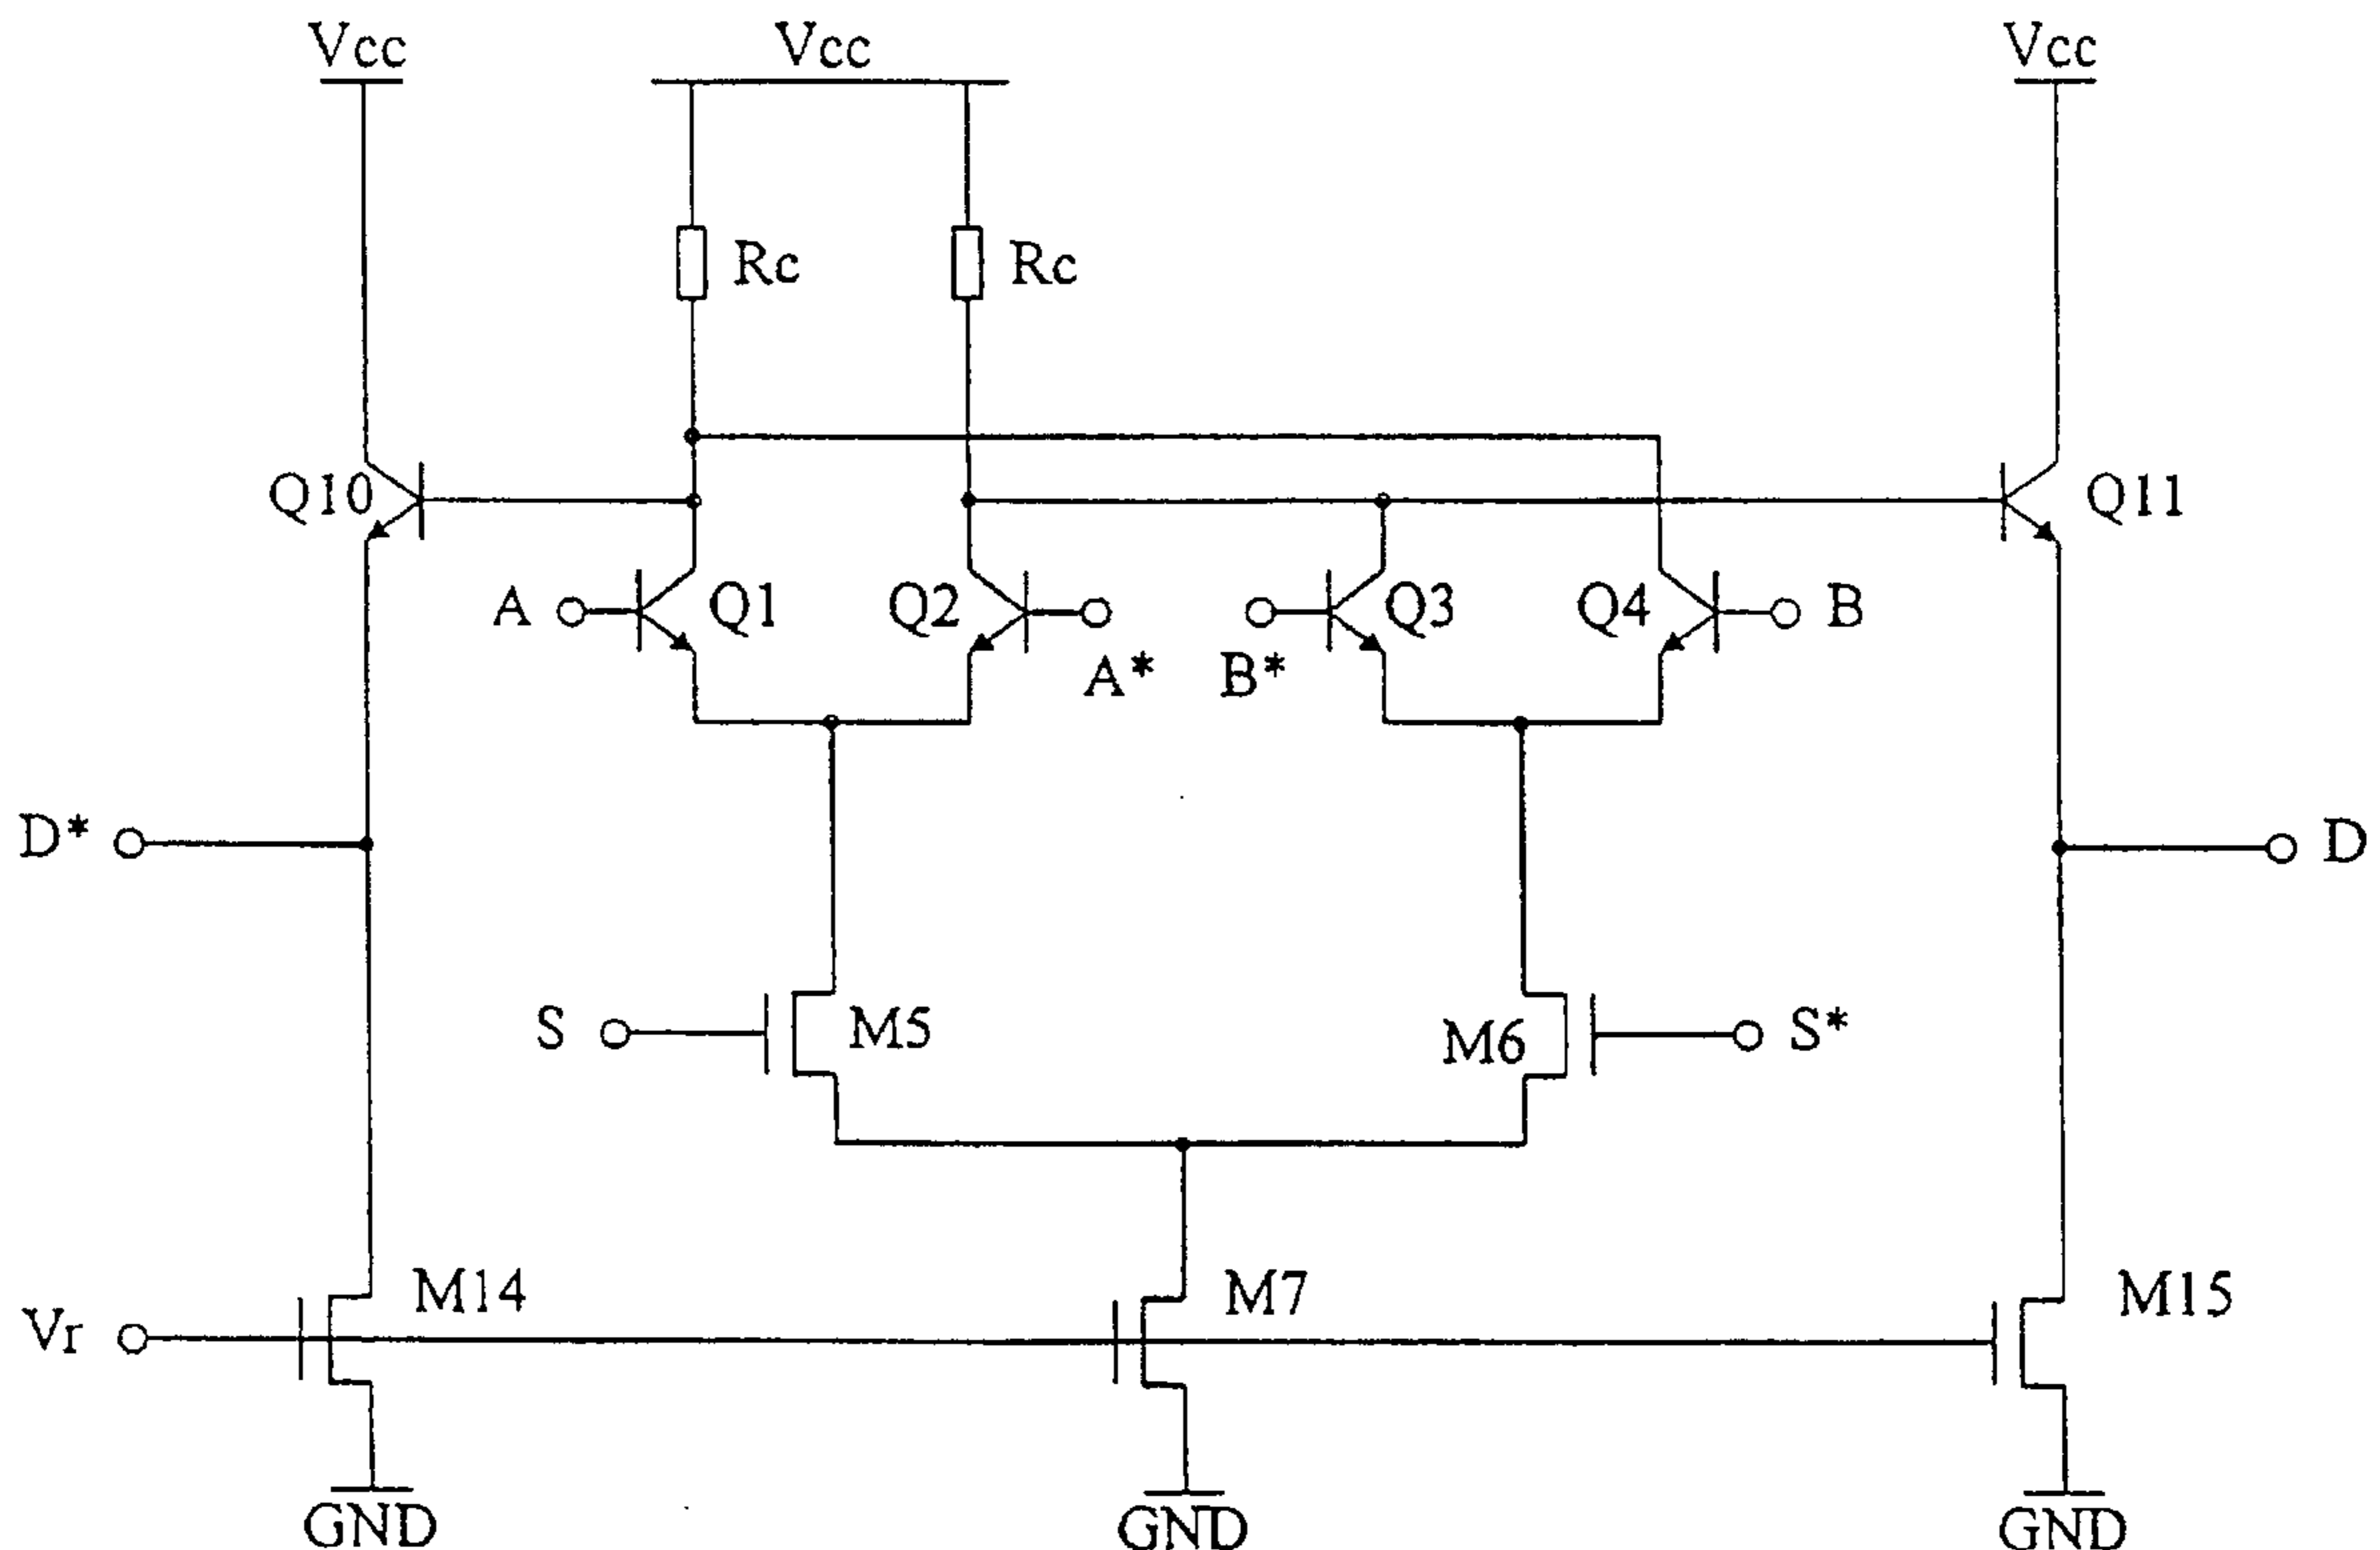 Vcc Vcc Vcc
Rc Rc
Q10 Q11
A Q1 Q2 Q3 Q4 B
A* B*
D* D
S M5 M6 S*
M14 M7 M15
Vr
GND GND GND